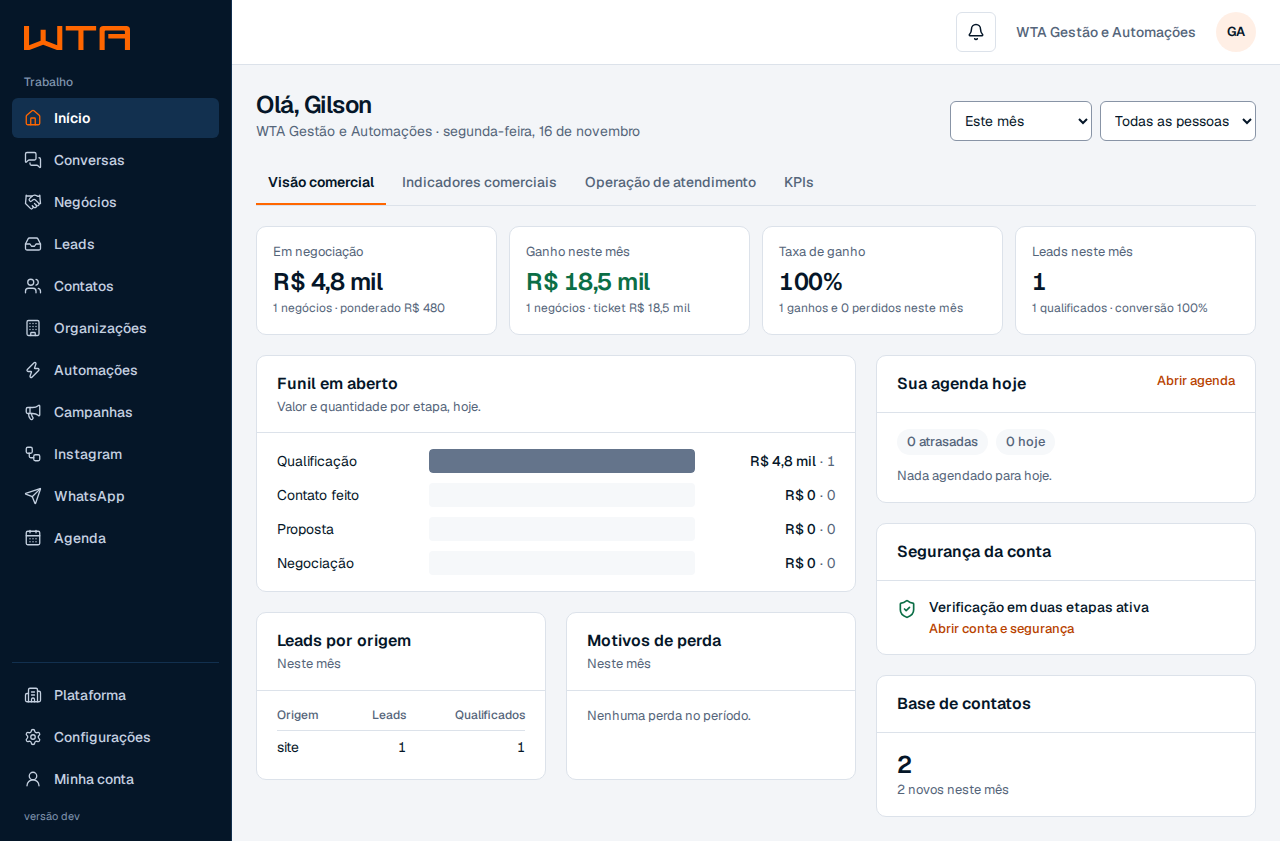 WTA
Trabalho
Início
Conversas
Negócios
Leads
Contatos
Organizações
Automações
Campanhas
Instagram
WhatsApp
Agenda
Plataforma
Configurações
Minha conta
versão dev
WTA Gestão e Automações
GA
Olá, Gilson
WTA Gestão e Automações · segunda-feira, 16 de novembro
Este mês
Todas as pessoas
Visão comercial
Indicadores comerciais
Operação de atendimento
KPIs
Em negociação
R$ 4,8 mil
1 negócios · ponderado R$ 480
Ganho neste mês
R$ 18,5 mil
1 negócios · ticket R$ 18,5 mil
Taxa de ganho
100%
1 ganhos e 0 perdidos neste mês
Leads neste mês
1
1 qualificados · conversão 100%
Funil em aberto
Valor e quantidade por etapa, hoje.
Qualificação R$ 4,8 mil · 1
Contato feito R$ 0 · 0
Proposta R$ 0 · 0
Negociação R$ 0 · 0
Leads por origem
Neste mês
Origem Leads Qualificados
site 1 1
Motivos de perda
Neste mês
Nenhuma perda no período.
Sua agenda hoje
Abrir agenda
0 atrasadas
0 hoje
Nada agendado para hoje.
Segurança da conta
Verificação em duas etapas ativa
Abrir conta e segurança
Base de contatos
2
2 novos neste mês